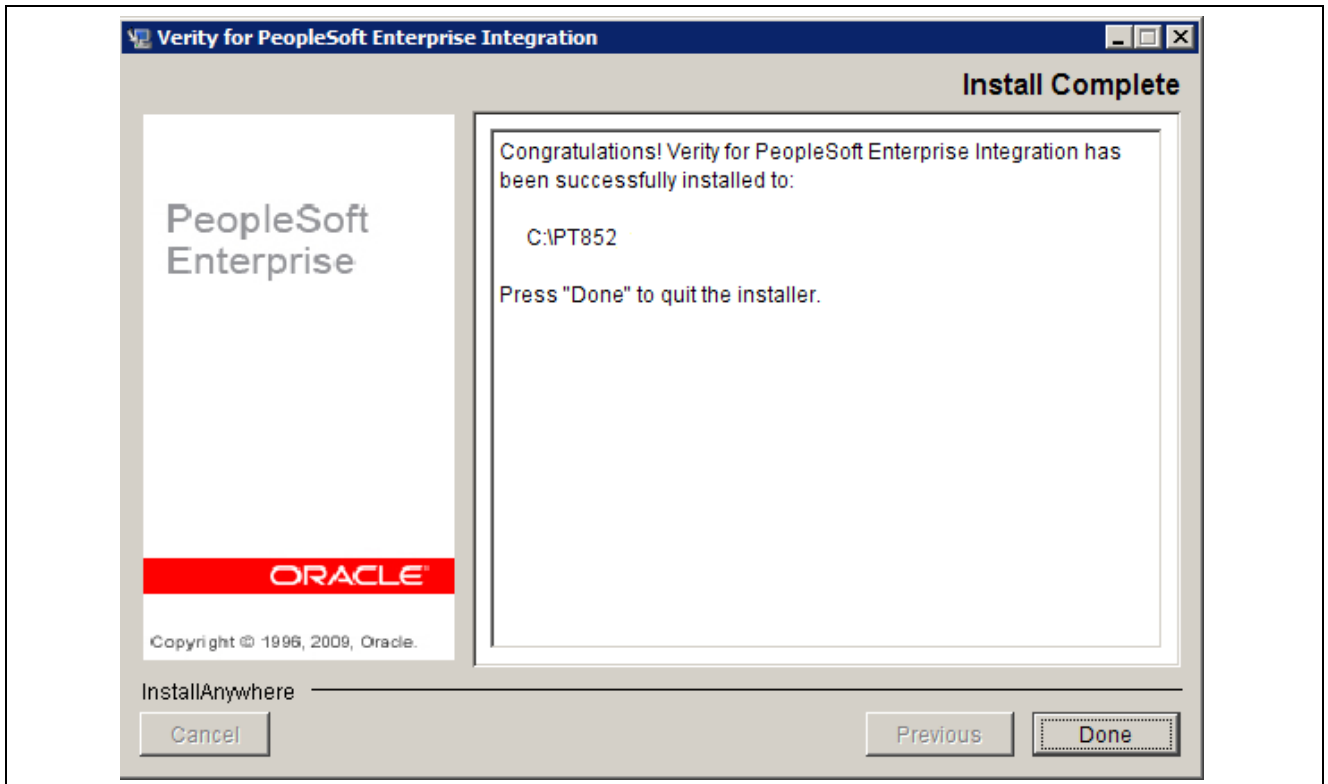 Verity for PeopleSoft Enterprise Integration
Install Complete
Congratulations! Verity for PeopleSoft Enterprise Integration has
been successfully installed to:
C:\PT852
Press "Done" to quit the installer.
PeopleSoft
Enterprise
ORACLE
Copyright © 1996, 2009, Oracle.
InstallAnywhere
Cancel
Previous
Done